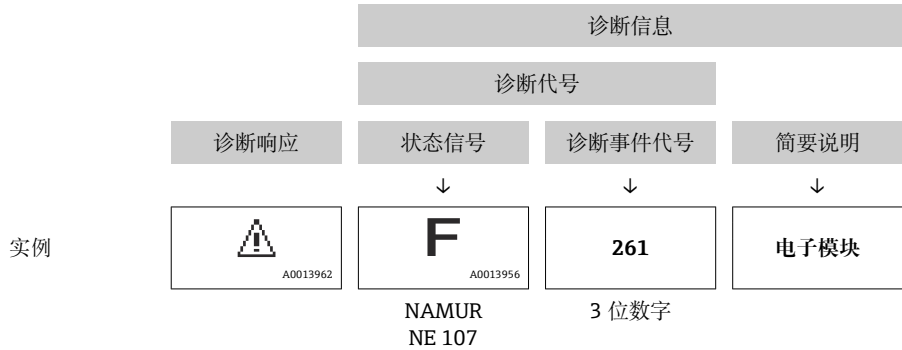 诊断信息
诊断代号
诊断响应 状态信号 诊断事件代号 简要说明
↓ ↓ ↓
实例 A0013962 F A0013956 261 电子模块
NAMUR NE 107 3 位数字